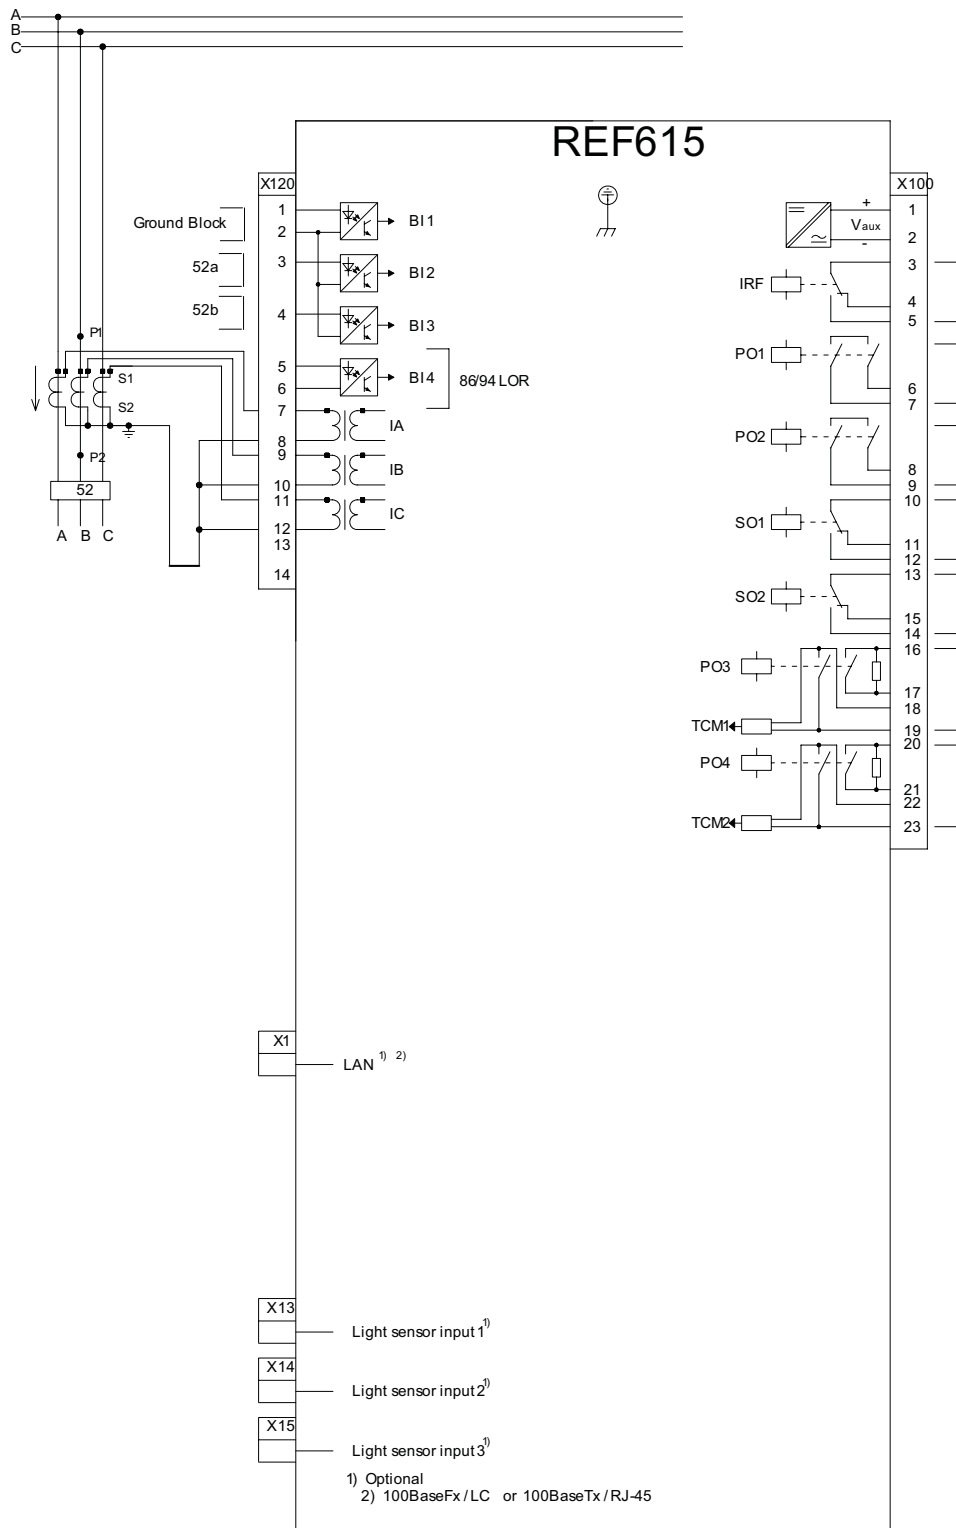 A
B
C
REF615
X120
X100
Ground Block
1
2
BI1
1
+
Vaux
2
-
52a
3
BI2
3
IRF
4
5
52b
4
BI3
P1
PO1
6
7
5
6
BI4
86/94 LOR
S1
S2
7
IA
8
PO2
8
9
P2
9
IB
10
52
11
IC
12
A B C
13
14
10
SO1
11
12
13
SO2
15
14
16
PO3
17
18
TCM1
19
20
PO4
21
22
TCM2
23
X1
LAN 1) 2)
X13
Light sensor input 1 1)
X14
Light sensor input 2 1)
X15
Light sensor input 3 1)
1) Optional
2) 100BaseFx / LC or 100BaseTx / RJ-45